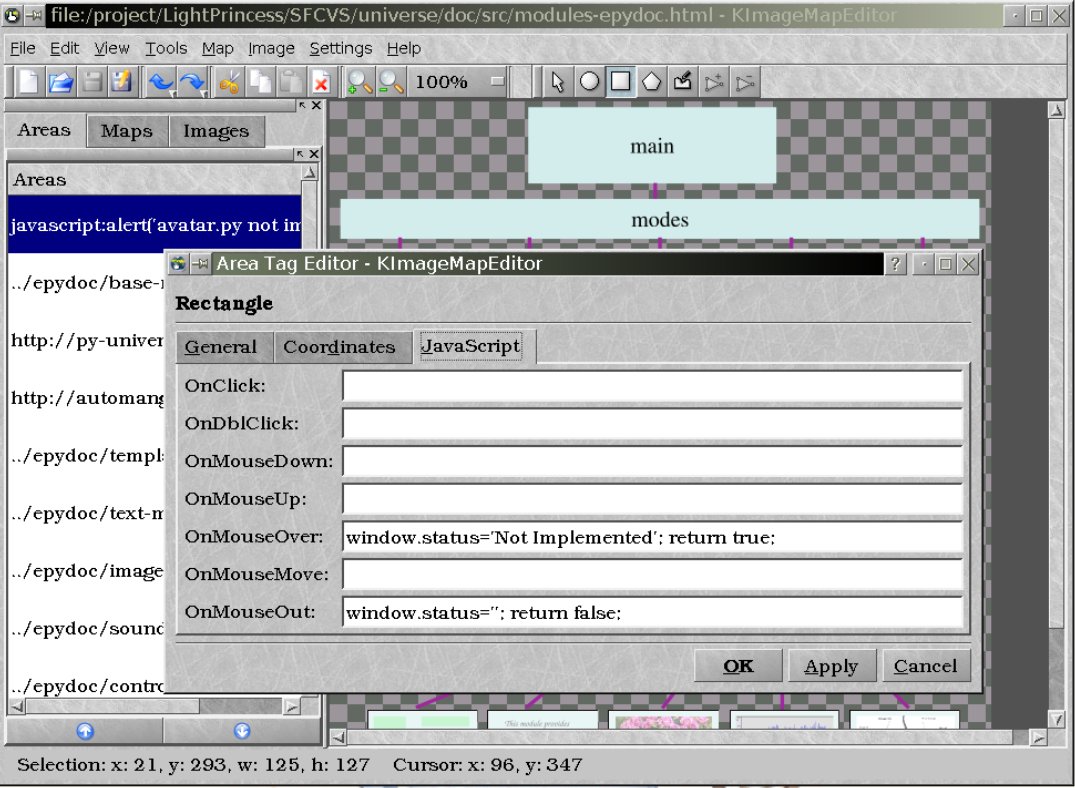 file:/project/LightPrincess/SFCVS/universe/doc/src/modules-epydoc.html - KImageMapEditor
File Edit View Tools Map Image Settings Help
100%
Areas Maps Images
Areas
main
modes
javascript:alert('avatar.py not im
../epydoc/base-
http://py-univer
http://automang
../epydoc/templ
../epydoc/text-m
../epydoc/image
../epydoc/sound
../epydoc/contro
Area Tag Editor - KImageMapEditor
Rectangle
General Coordinates JavaScript
OnClick:
OnDblClick:
OnMouseDown:
OnMouseUp:
OnMouseOver: window.status='Not Implemented'; return true;
OnMouseMove:
OnMouseOut: window.status=''; return false;
OK Apply Cancel
This module provides
Selection: x: 21, y: 293, w: 125, h: 127 Cursor: x: 96, y: 347